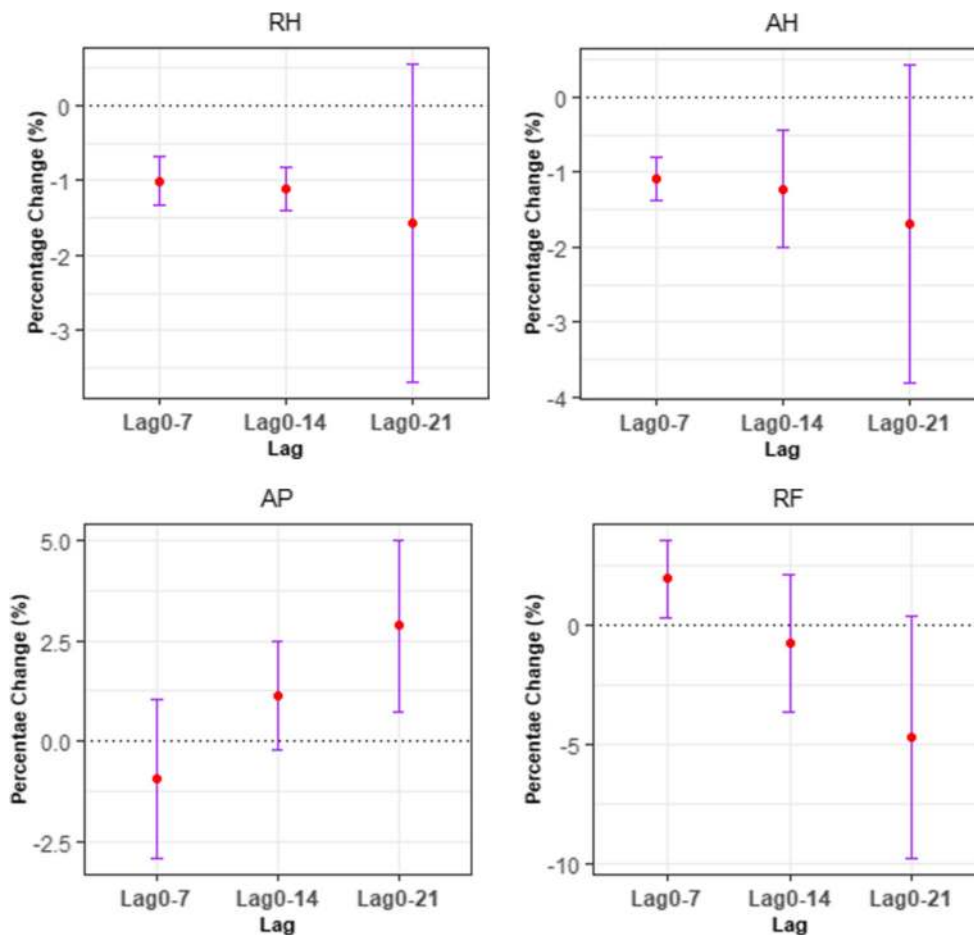 RH
Percentage Change (%)
0
-1
-2
-3
Lag0-7 Lag0-14 Lag0-21
Lag
AH
Percentage Change (%)
0
-1
-2
-3
-4
Lag0-7 Lag0-14 Lag0-21
Lag
AP
Percentae Change (%)
5.0
2.5
0.0
-2.5
Lag0-7 Lag0-14 Lag0-21
Lag
RF
Percentae Change (%)
0
-5
-10
Lag0-7 Lag0-14 Lag0-21
Lag